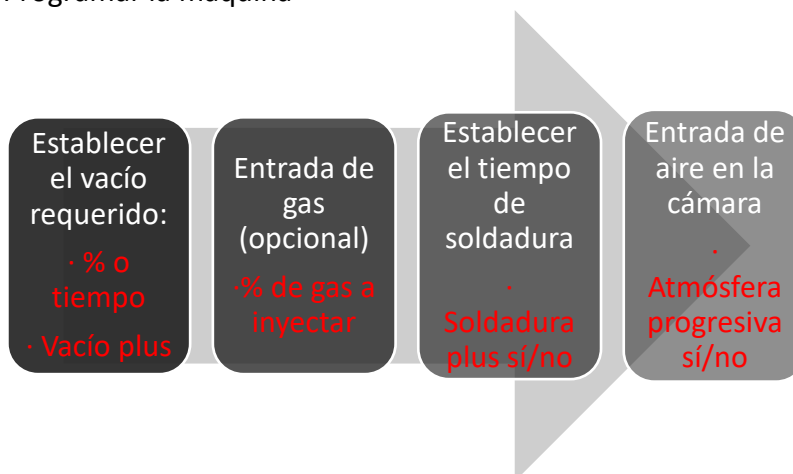 Programar la máquina
Establecer
el vacío
requerido:
· % o
tiempo
· Vacío plus
Entrada de
gas
(opcional)
·% de gas a
inyectar
Establecer
el tiempo
de
soldadura
·
Soldadura
plus sí/no
Entrada de
aire en la
cámara
·
Atmósfera
progresiva
sí/no